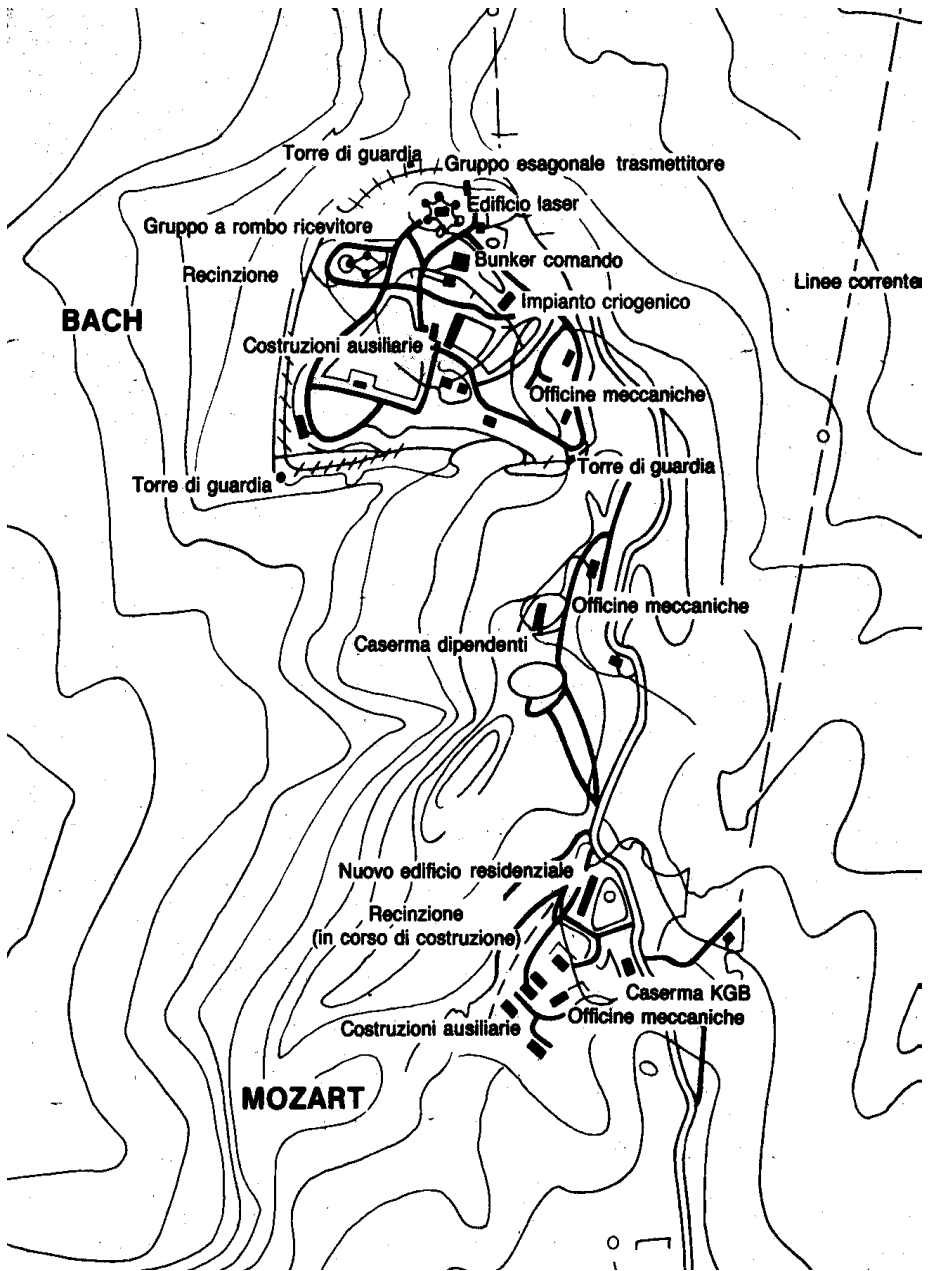 Torre di guardia
Gruppo esagonale trasmettitore
Edificio laser
Gruppo a rombo ricevitore
Bunker comando
Recinzione
Linee corrente
Impianto criogenico
BACH
Costruzioni ausiliarie
Officine meccaniche
Torre di guardia
Torre di guardia
Officine meccaniche
Caserma dipendenti
Nuovo edificio residenziale
Recinzione
(in corso di costruzione)
Caserma KGB
Officine meccaniche
Costruzioni ausiliarie
MOZART